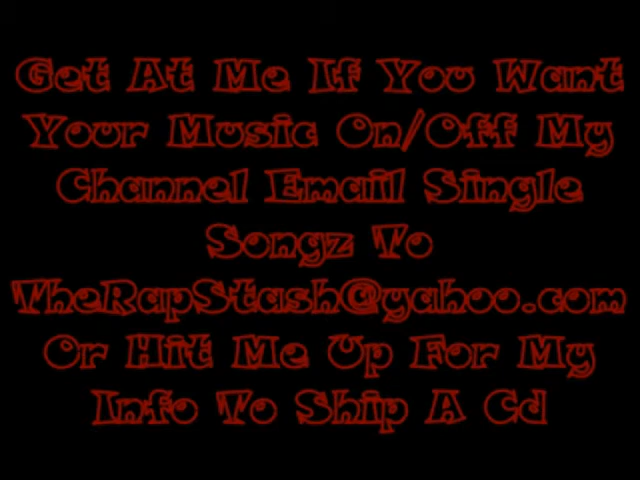 Get At Me If You Want
Your Music On/Off My
Channel Email Single
Songz To
TheRapStash@yahoo.com
Or Hit Me Up For My
Info To Ship A Cd